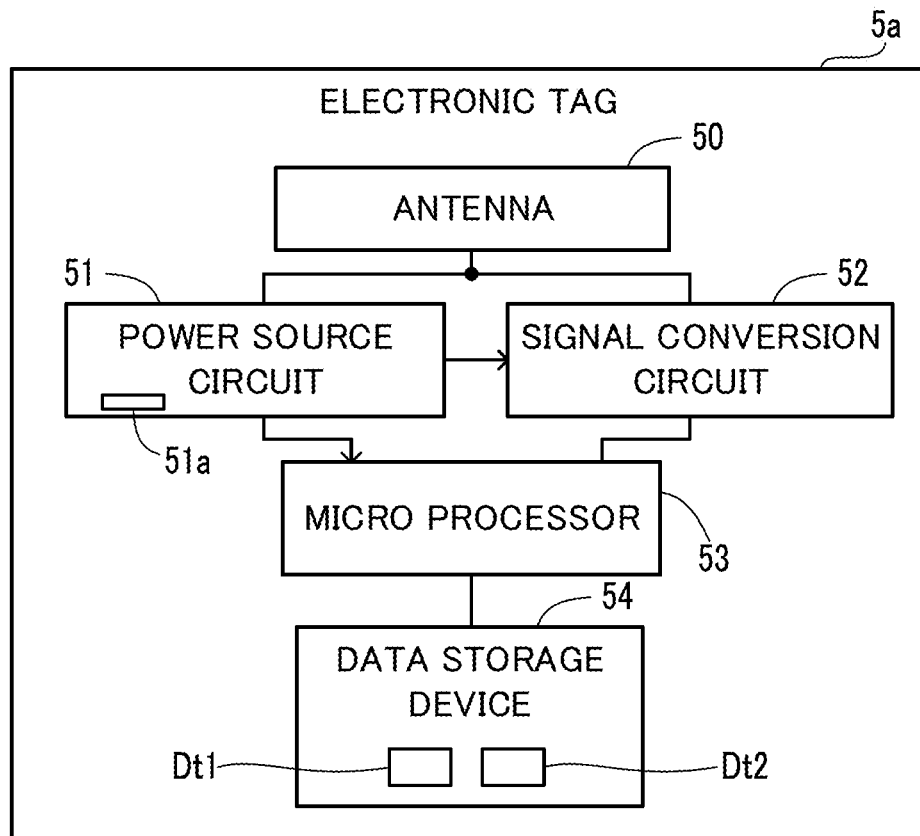 5a
ELECTRONIC TAG
50
ANTENNA
51
52
POWER SOURCE
CIRCUIT
SIGNAL CONVERSION
CIRCUIT
51a
MICRO PROCESSOR
53
54
DATA STORAGE
DEVICE
Dt1
Dt2